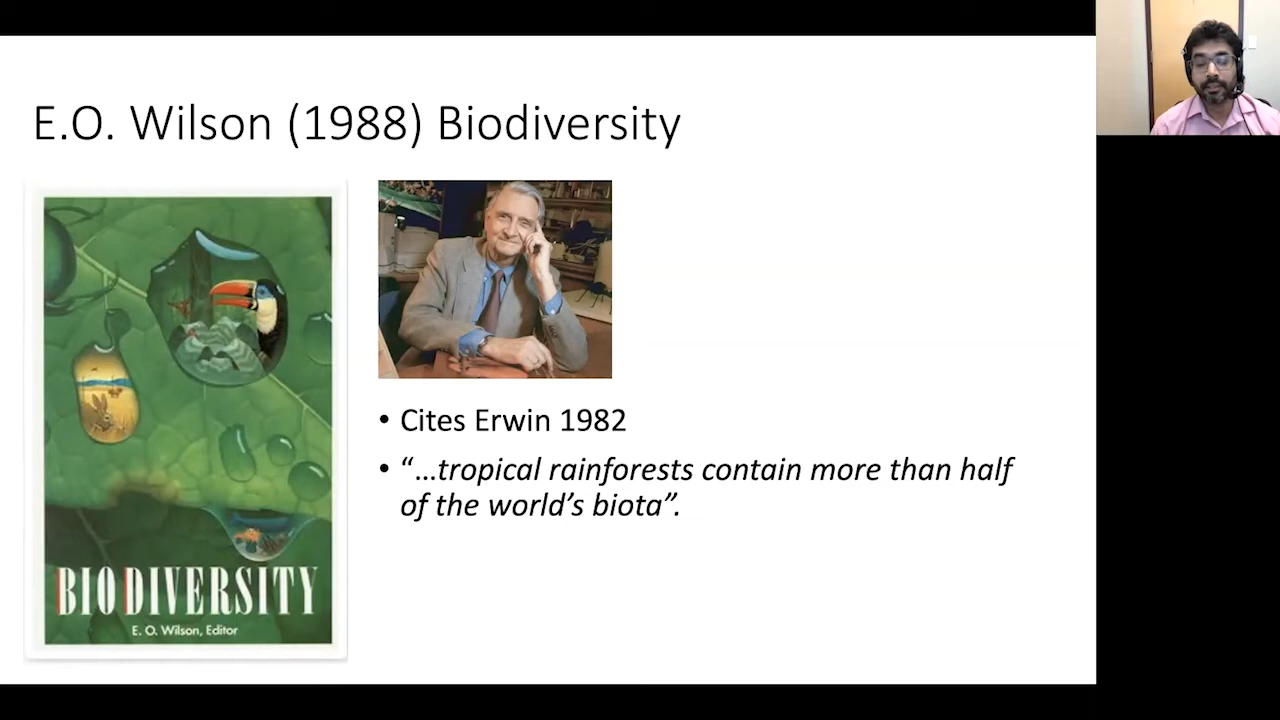 E.O. Wilson (1988) Biodiversity
• Cites Erwin 1982
• “…tropical rainforests contain more than half
of the world’s biota”.
BIODIVERSITY
E. O. Wilson, Editor